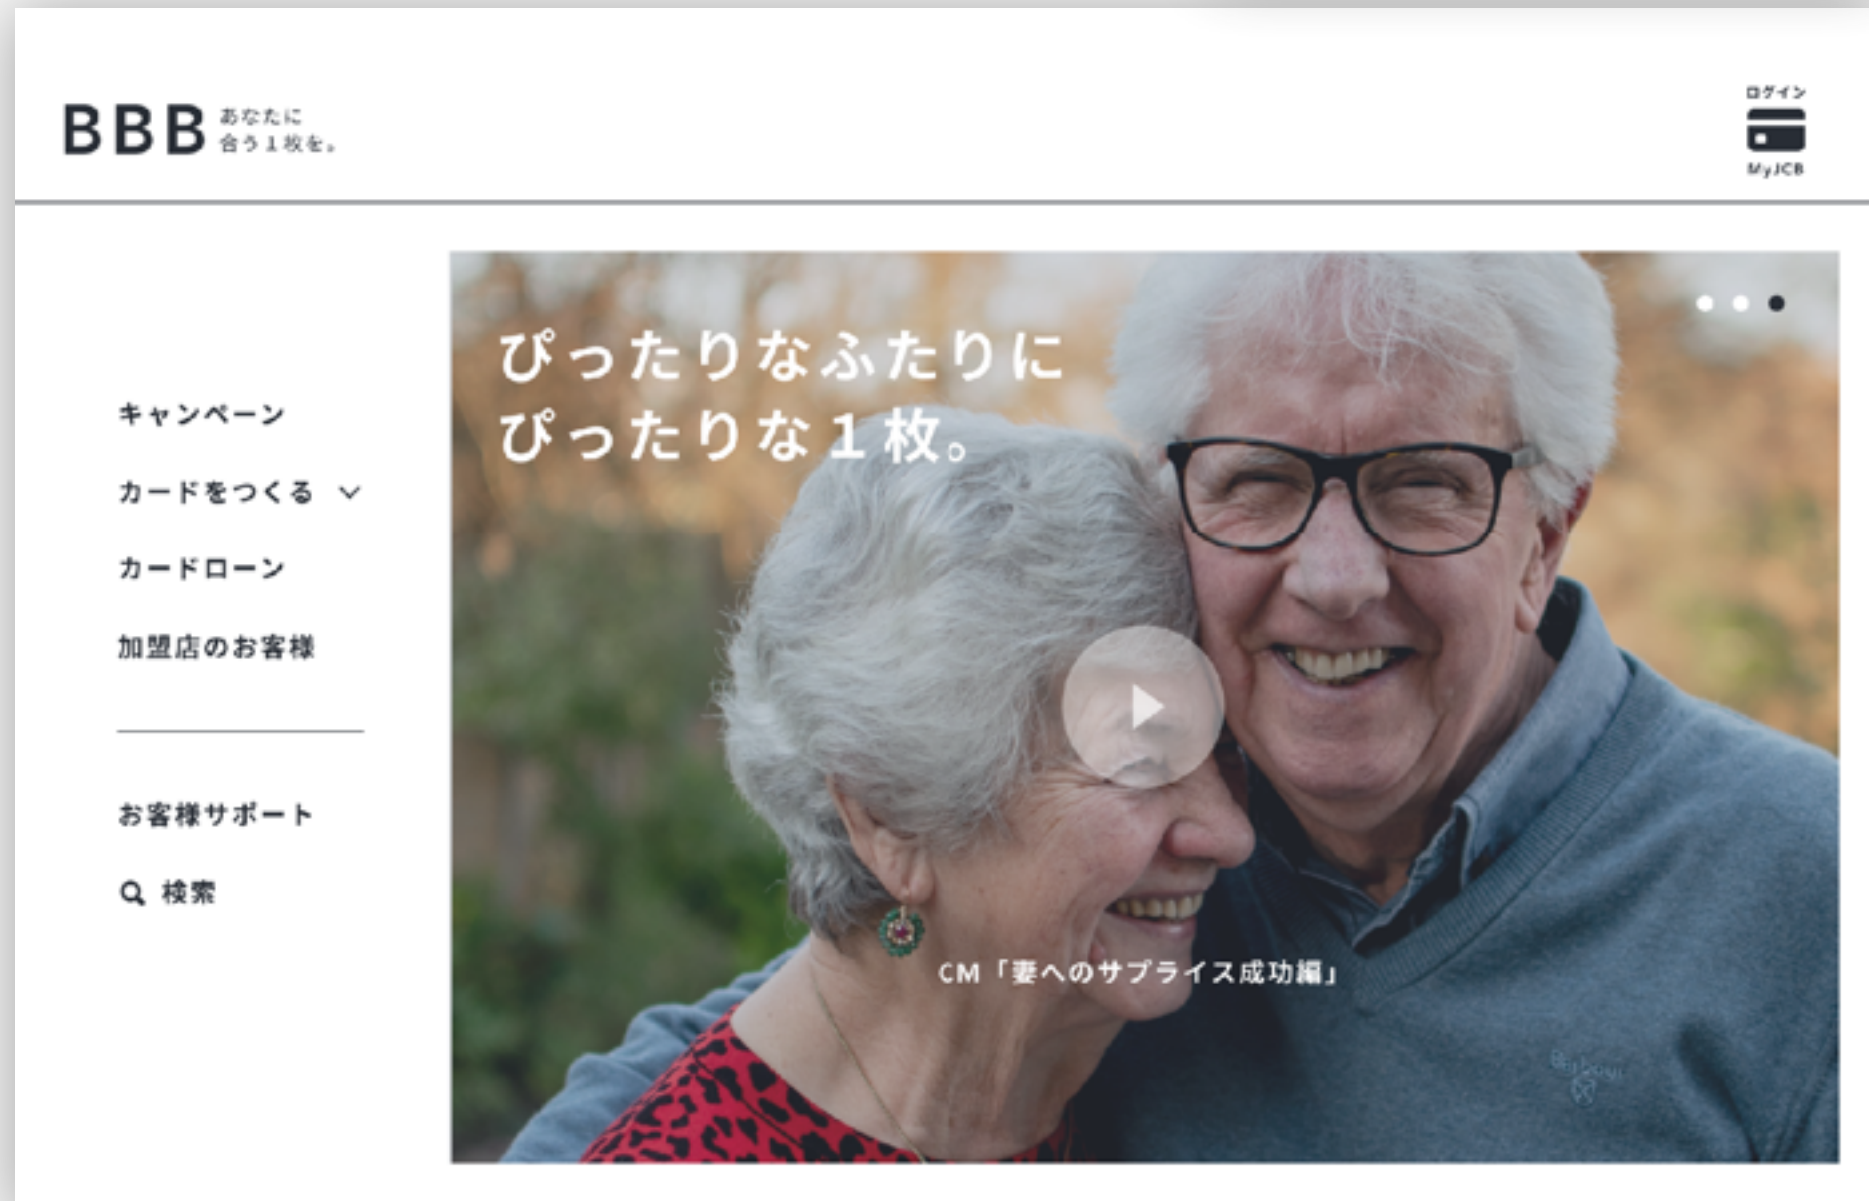 BBB
あなたに
合う1枚を。
ログイン
MyJCB
キャンペーン
カードをつくる
カードローン
加盟店のお客様
お客様サポート
検索
ぴったりなふたりに
ぴったりな1枚。
CM「妻へのサプライス成功編」
Barbour